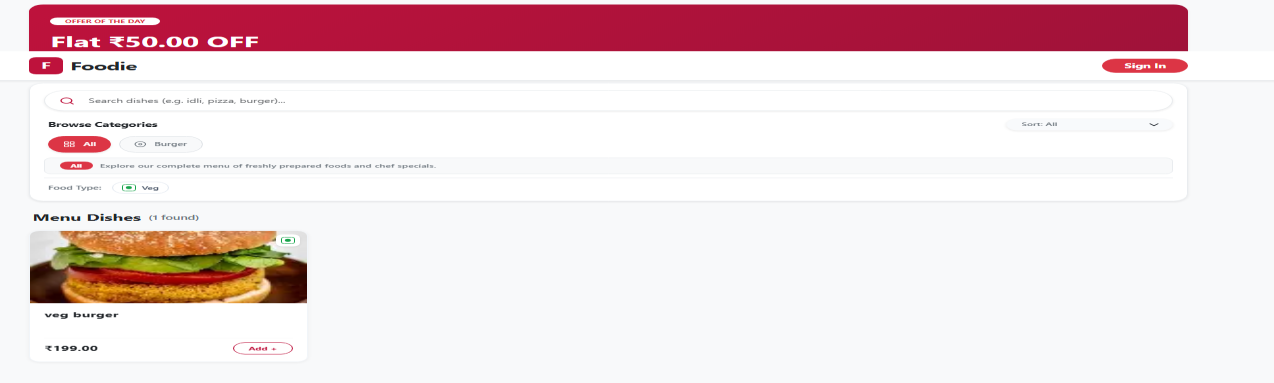 OFFER OF THE DAY
Flat ₹50.00 OFF
F Foodie
Sign In
Search dishes (e.g. idli, pizza, burger)...
Browse Categories
Sort: All
All
Burger
All Explore our complete menu of freshly prepared foods and chef specials.
Food Type: Veg
Menu Dishes (1 found)
veg burger
₹199.00
Add +